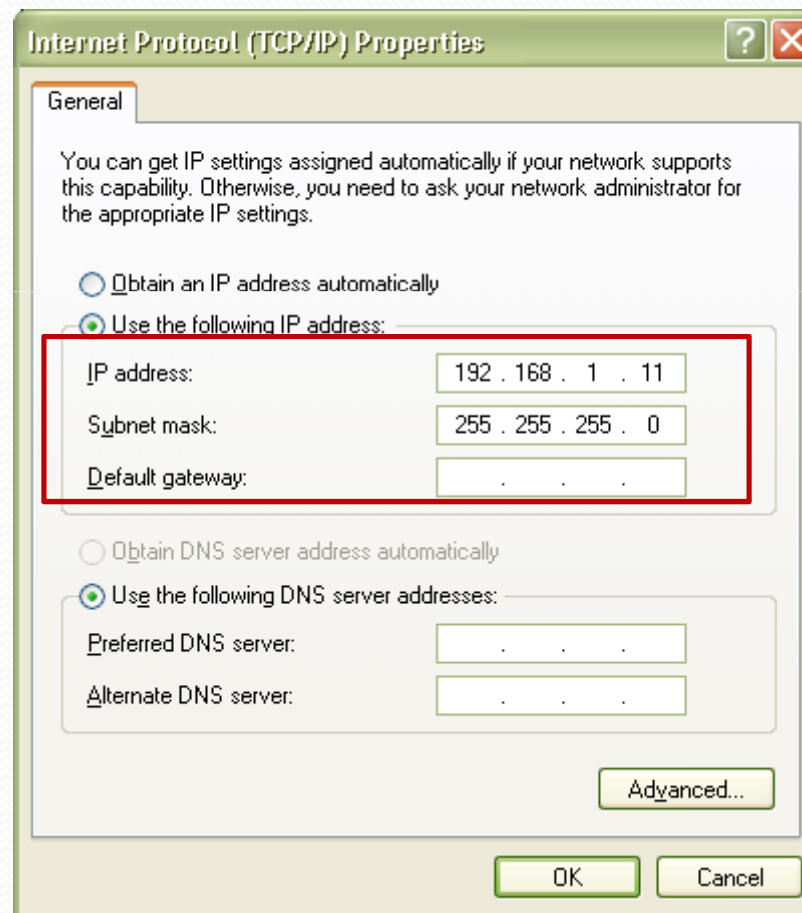 Internet Protocol (TCP/IP) Properties
General
You can get IP settings assigned automatically if your network supports
this capability. Otherwise, you need to ask your network administrator for
the appropriate IP settings.
Obtain an IP address automatically
Use the following IP address:
IP address: 192 . 168 . 1 . 11
Subnet mask: 255 . 255 . 255 . 0
Default gateway: . . .
Obtain DNS server address automatically
Use the following DNS server addresses:
Preferred DNS server: . . .
Alternate DNS server: . . .
Advanced...
OK Cancel